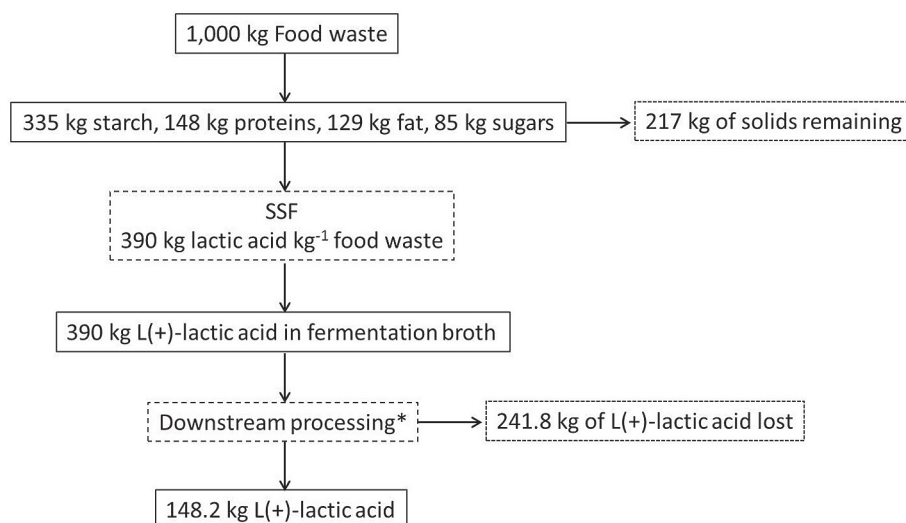 1,000 kg Food waste
335 kg starch, 148 kg proteins, 129 kg fat, 85 kg sugars
217 kg of solids remaining
SSF
390 kg lactic acid kg⁻¹ food waste
390 kg L(+)-lactic acid in fermentation broth
Downstream processing*
241.8 kg of L(+)-lactic acid lost
148.2 kg L(+)-lactic acid